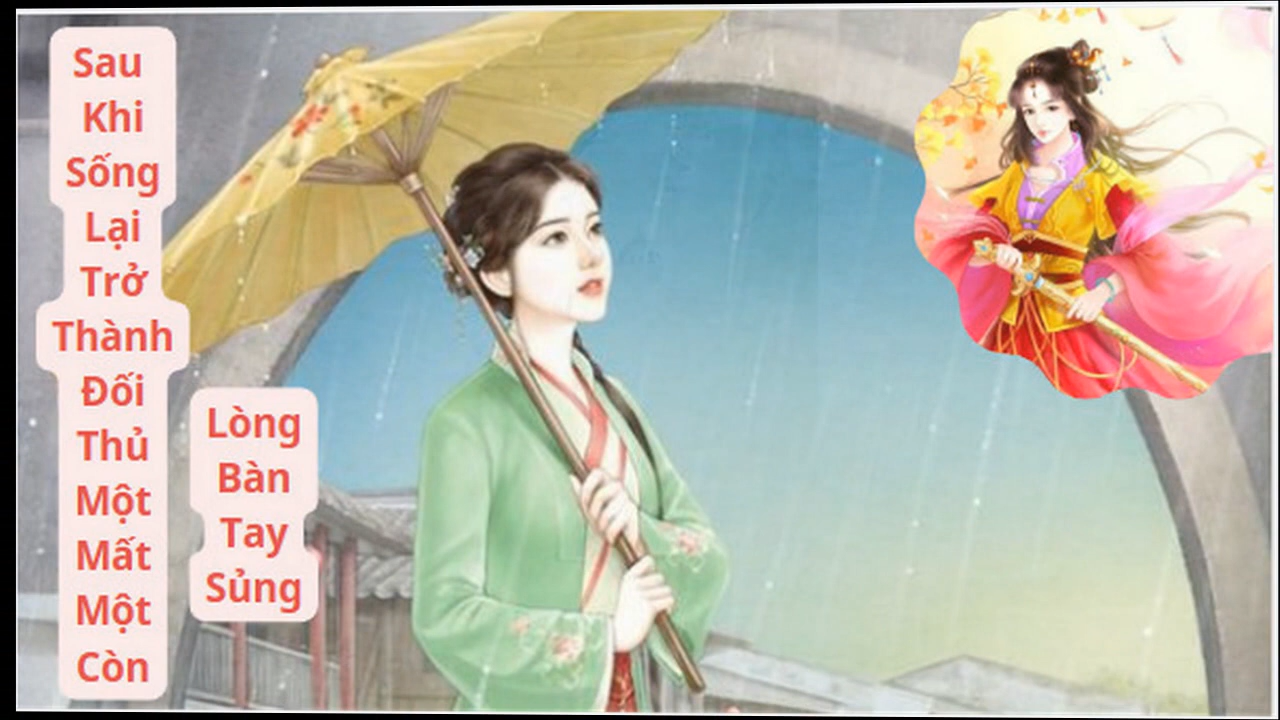 Sau
Khi
Sống
Lại
Trở
Thành
Đối
Thủ
Một
Mất
Một
Còn
Lòng
Bàn
Tay
Sủng